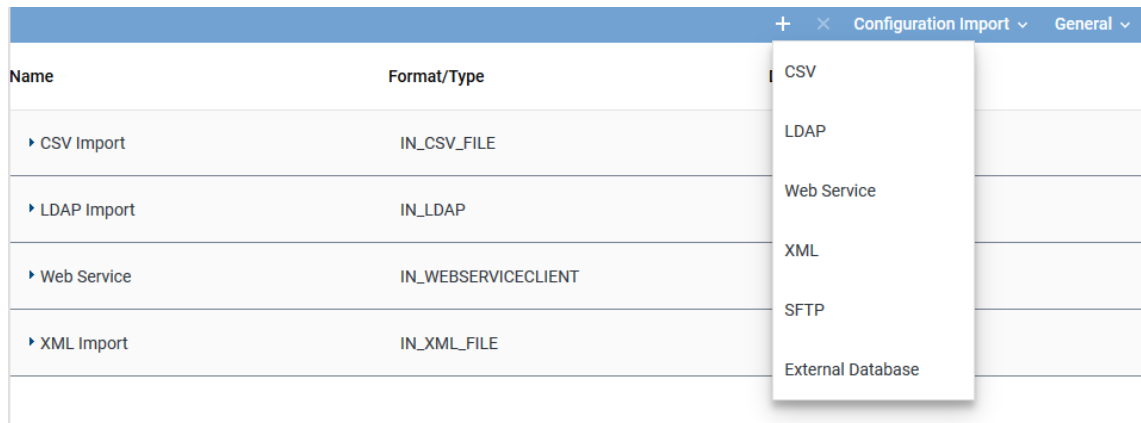 Configuration Import General
Name Format/Type
CSV
CSV Import IN_CSV_FILE
LDAP
LDAP Import IN_LDAP
Web Service
Web Service IN_WEBSERVICECLIENT
XML
SFTP
XML Import IN_XML_FILE
External Database